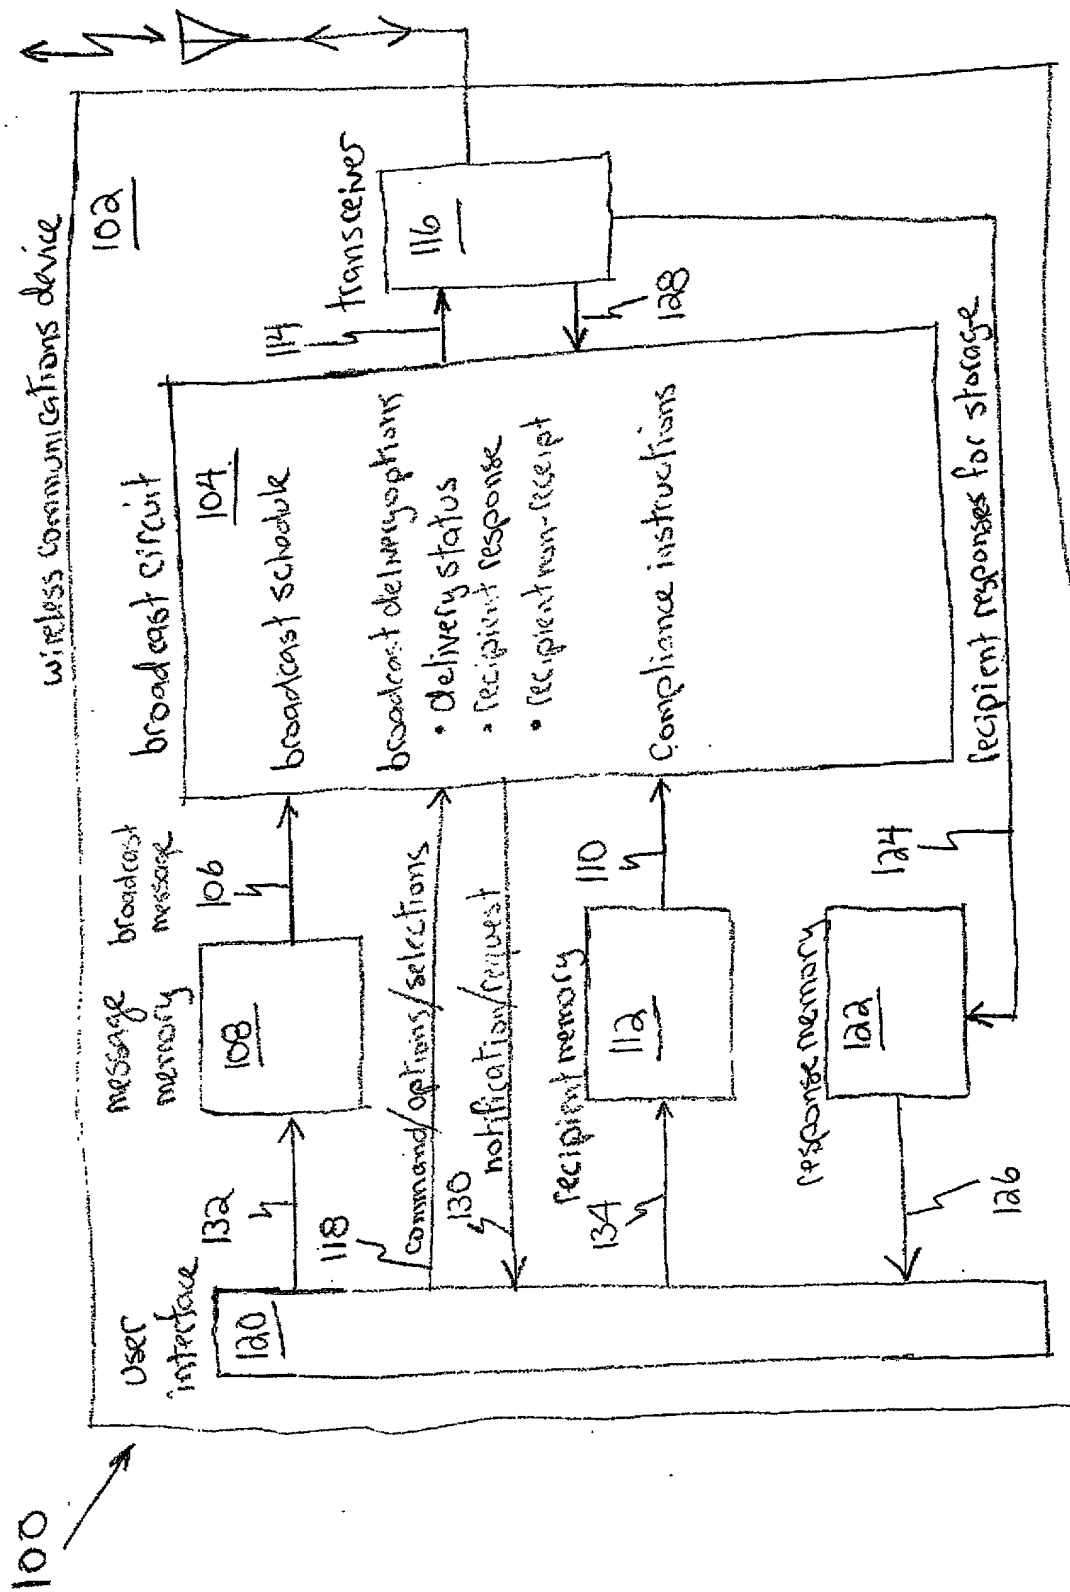 100
wireless communications device
102
user
interface
120
132
message
memory
108
broadcast
message
106
broadcast circuit
104
broadcast schedule
broadcast delivery options
• delivery status
• recipient response
• recipient non-receipt
Compliance instructions
114
transceiver
116
128
118
command/options/selections
130
notification/request
134
recipient memory
112
110
response memory
122
126
124
recipient responses for storage